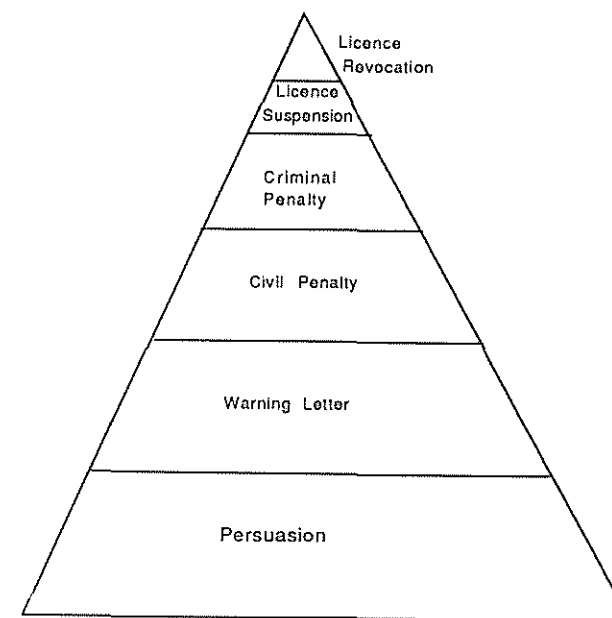 Licence
Revocation
Licence
Suspension
Criminal
Penalty
Civil Penalty
Warning Letter
Persuasion